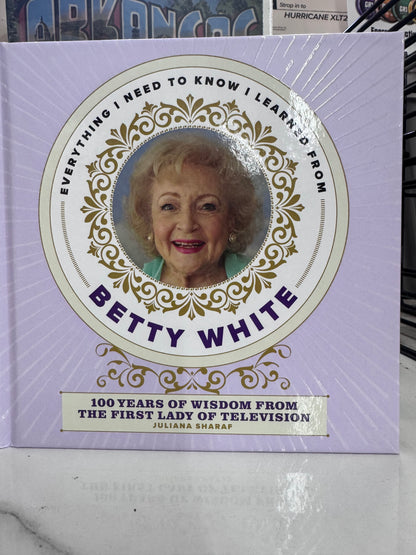 ARKANSAS
Strop in to
HURRICANE XLT2
EVERYTHING I NEED TO KNOW I LEARNED FROM
BETTY WHITE
100 YEARS OF WISDOM FROM
THE FIRST LADY OF TELEVISION
JULIANA SHARAF